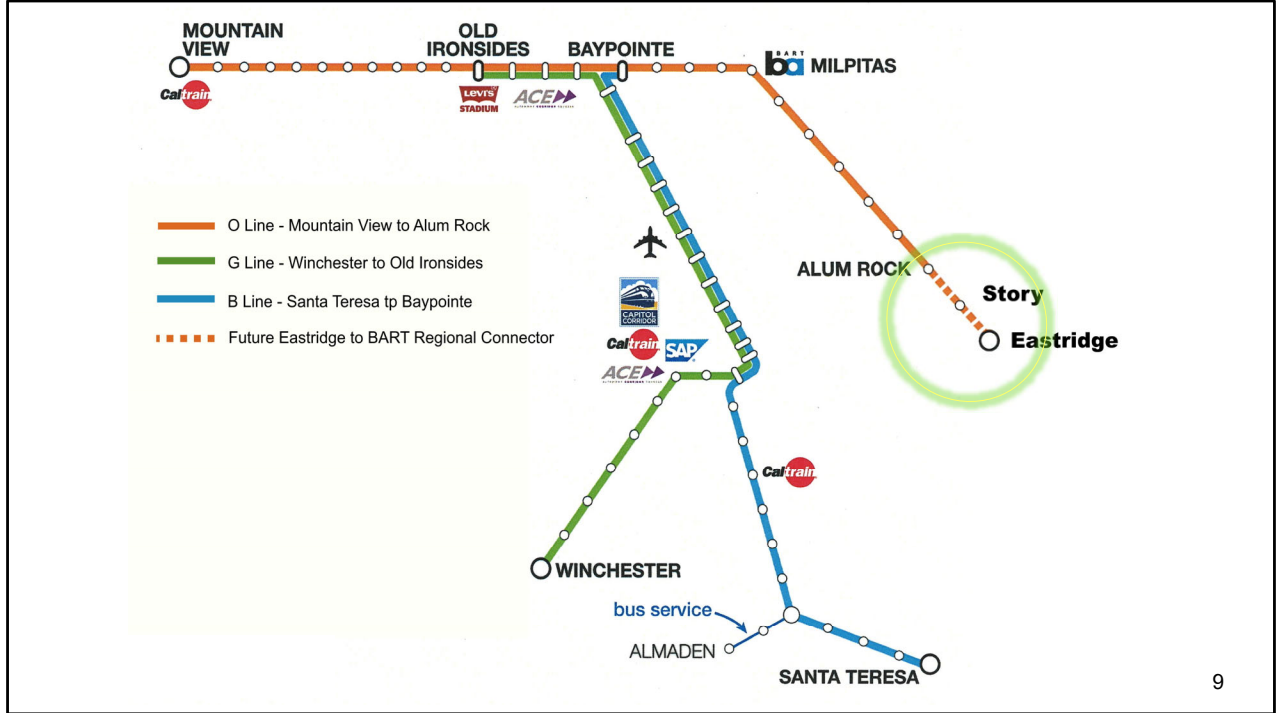 MOUNTAIN
VIEW
OLD
IRONSIDES
BAYPOINTE
BART
ba
MILPITAS
Caltrain
LEVI'S
STADIUM
ACE
O Line - Mountain View to Alum Rock
G Line - Winchester to Old Ironsides
B Line - Santa Teresa tp Baypointe
Future Eastridge to BART Regional Connector
ALUM ROCK
Story
Eastridge
CAPITOL
CORRIDOR
Caltrain
SAP
ACE
Caltrain
WINCHESTER
bus service
ALMADEN
SANTA TERESA
9